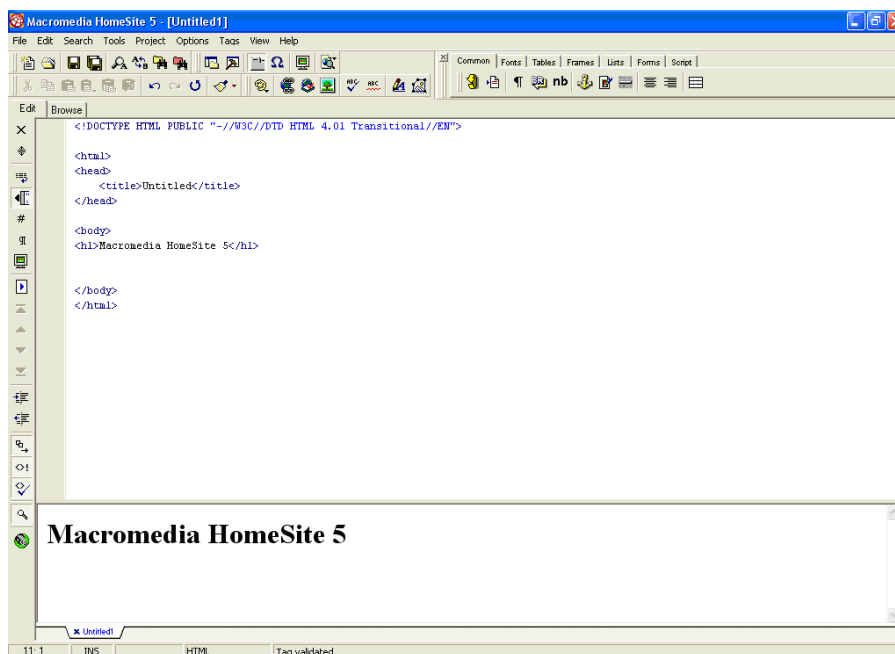 Macromedia HomeSite 5 - [Untitled1]
File Edit Search Tools Project Options Tags View Help
Common Fonts Tables Frames Lists Forms Script
nb
Edit Browse
<!DOCTYPE HTML PUBLIC "-//W3C//DTD HTML 4.01 Transitional//EN">
<html>
<head>
<title>Untitled</title>
</head>
<body>
<h1>Macromedia HomeSite 5</h1>
</body>
</html>
Macromedia HomeSite 5
Untitled1
11: 1 INS HTML Tag validated